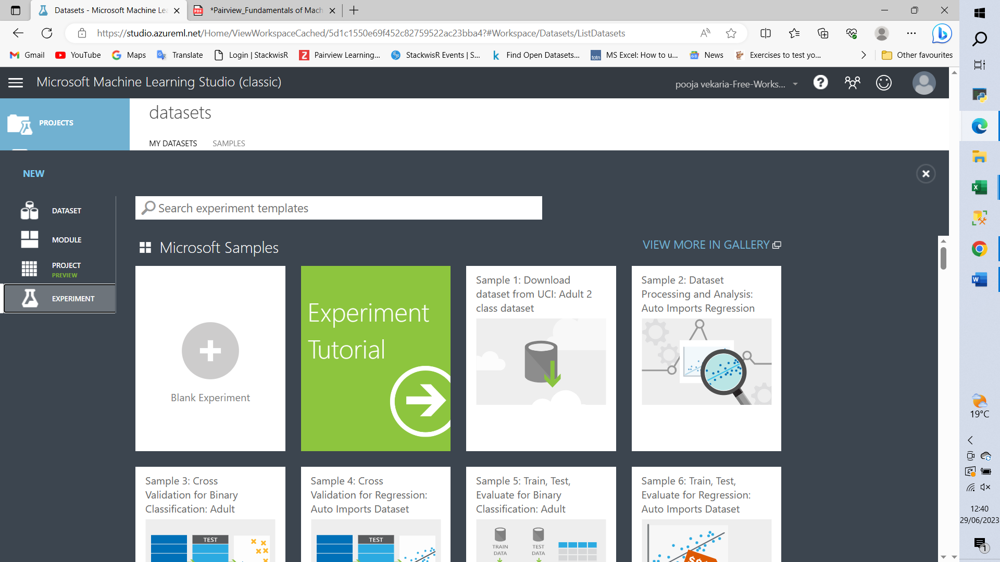 Datasets - Microsoft Machine Le
*Pairview_Fundamentals of Mach
https://studio.azureml.net/Home/ViewWorkspaceCached/5d1c1550e69f452c82759522ac23bba4?#Workspace/Datasets/ListDatasets
Gmail
YouTube
Maps
Translate
Login | StackwisR
Pairview Learning...
StackwisR Events | S...
Find Open Datasets...
MS Excel: How to u...
News
Exercises to test yo...
Other favourites
Microsoft Machine Learning Studio (classic)
pooja vekaria-Free-Works...
PROJECTS
datasets
MY DATASETS
SAMPLES
NEW
DATASET
MODULE
PROJECT
PREVIEW
EXPERIMENT
Search experiment templates
Microsoft Samples
VIEW MORE IN GALLERY
Blank Experiment
Experiment
Tutorial
Sample 1: Download
dataset from UCI: Adult 2
class dataset
Sample 2: Dataset
Processing and Analysis:
Auto Imports Regression
Sample 3: Cross
Validation for Binary
Classification: Adult
TEST
Sample 4: Cross
Validation for Regression:
Auto Imports Dataset
TEST
Sample 5: Train, Test,
Evaluate for Binary
Classification: Adult
TRAIN
DATA
TEST
DATA
Sample 6: Train, Test,
Evaluate for Regression:
Auto Imports Dataset
$$$
19°C
12:40
29/06/2023
1